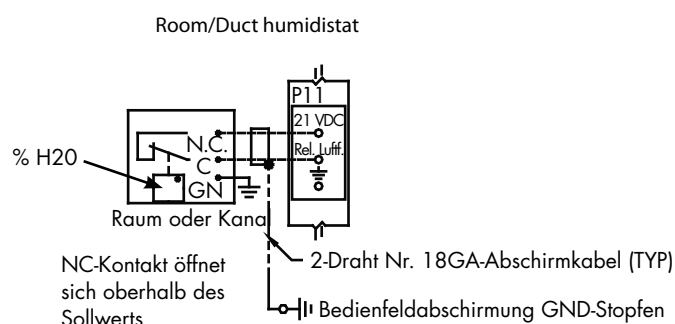 Room/Duct humidistat
P11
21 VDC
N.C.
Rel. Luftf.
% H20
C
GN
Raum oder Kanal
2-Draht Nr. 18GA-Abschirmkabel (TYP)
NC-Kontakt öffnet
sich oberhalb des
Sollwerts
Bedienfeldabschirmung GND-Stopfen